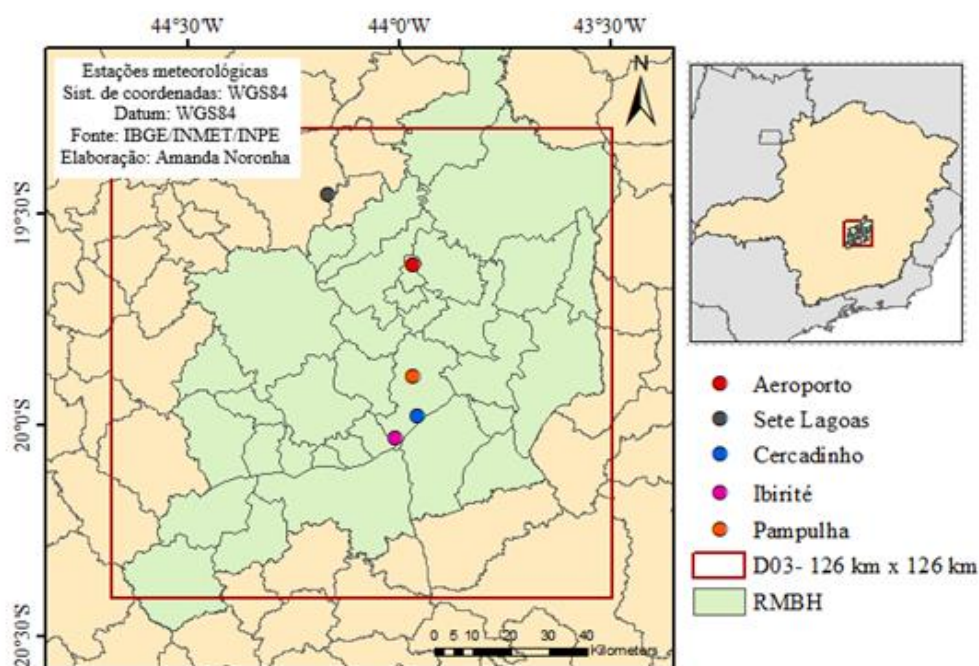 44°30'W
44°0'W
43°30'W
Estações meteorológicas
Sist. de coordenadas: WGS84
Datum: WGS84
Fonte: IBGE/INMET/INPE
Elaboração: Amanda Noronha
N
19°30'S
20°0'S
20°30'S
0 5 10 20 30 40
Kilometers
Aeroporto
Sete Lagoas
Cercadinho
Ibirité
Pampulha
D03- 126 km x 126 km
RMBH